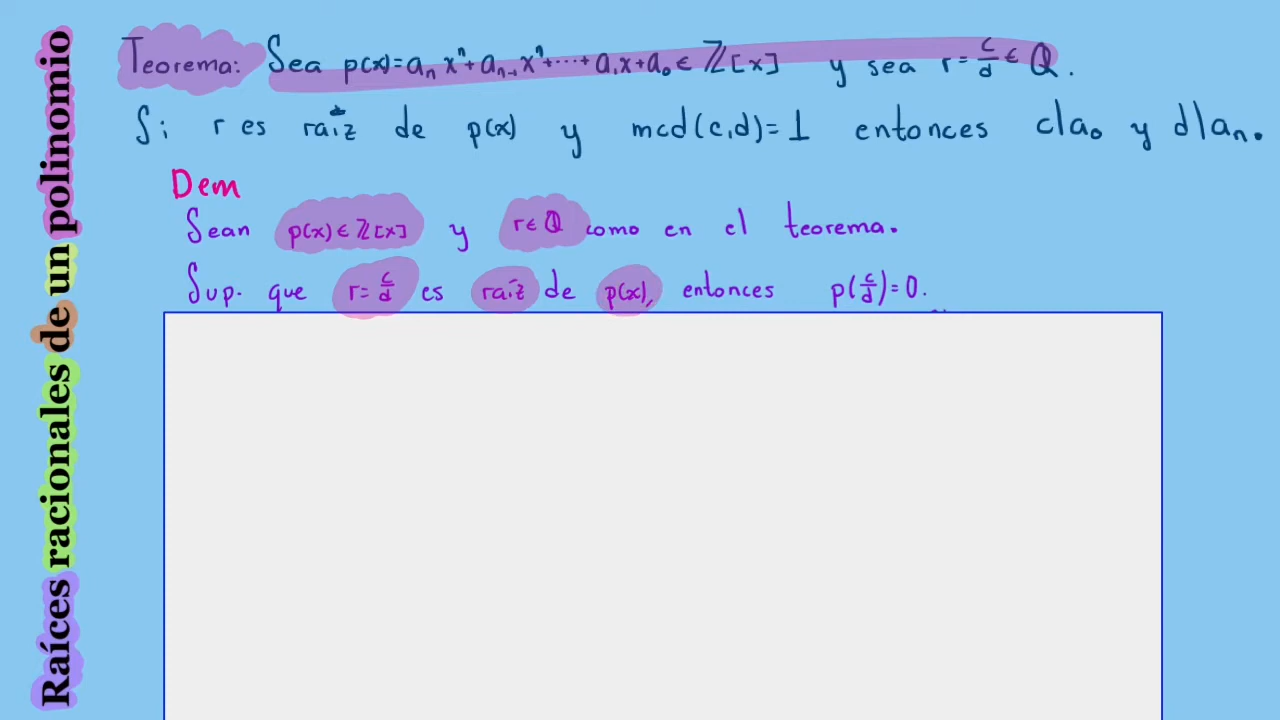 Raíces racionales de un polinomio
Teorema: Sea p(x)=aₙxⁿ+aₙ₋₁xⁿ+⋯+a₁x+a₀∈ℤ[x] y sea r=c/d∈ℚ.
Si r es raíz de p(x) y mcd(c,d)=1 entonces c|a₀ y d|aₙ.
Dem
Sean p(x)∈ℤ[x] y r∈ℚ como en el teorema.
Sup. que r=c/d es raíz de p(x), entonces p(c/d)=0.